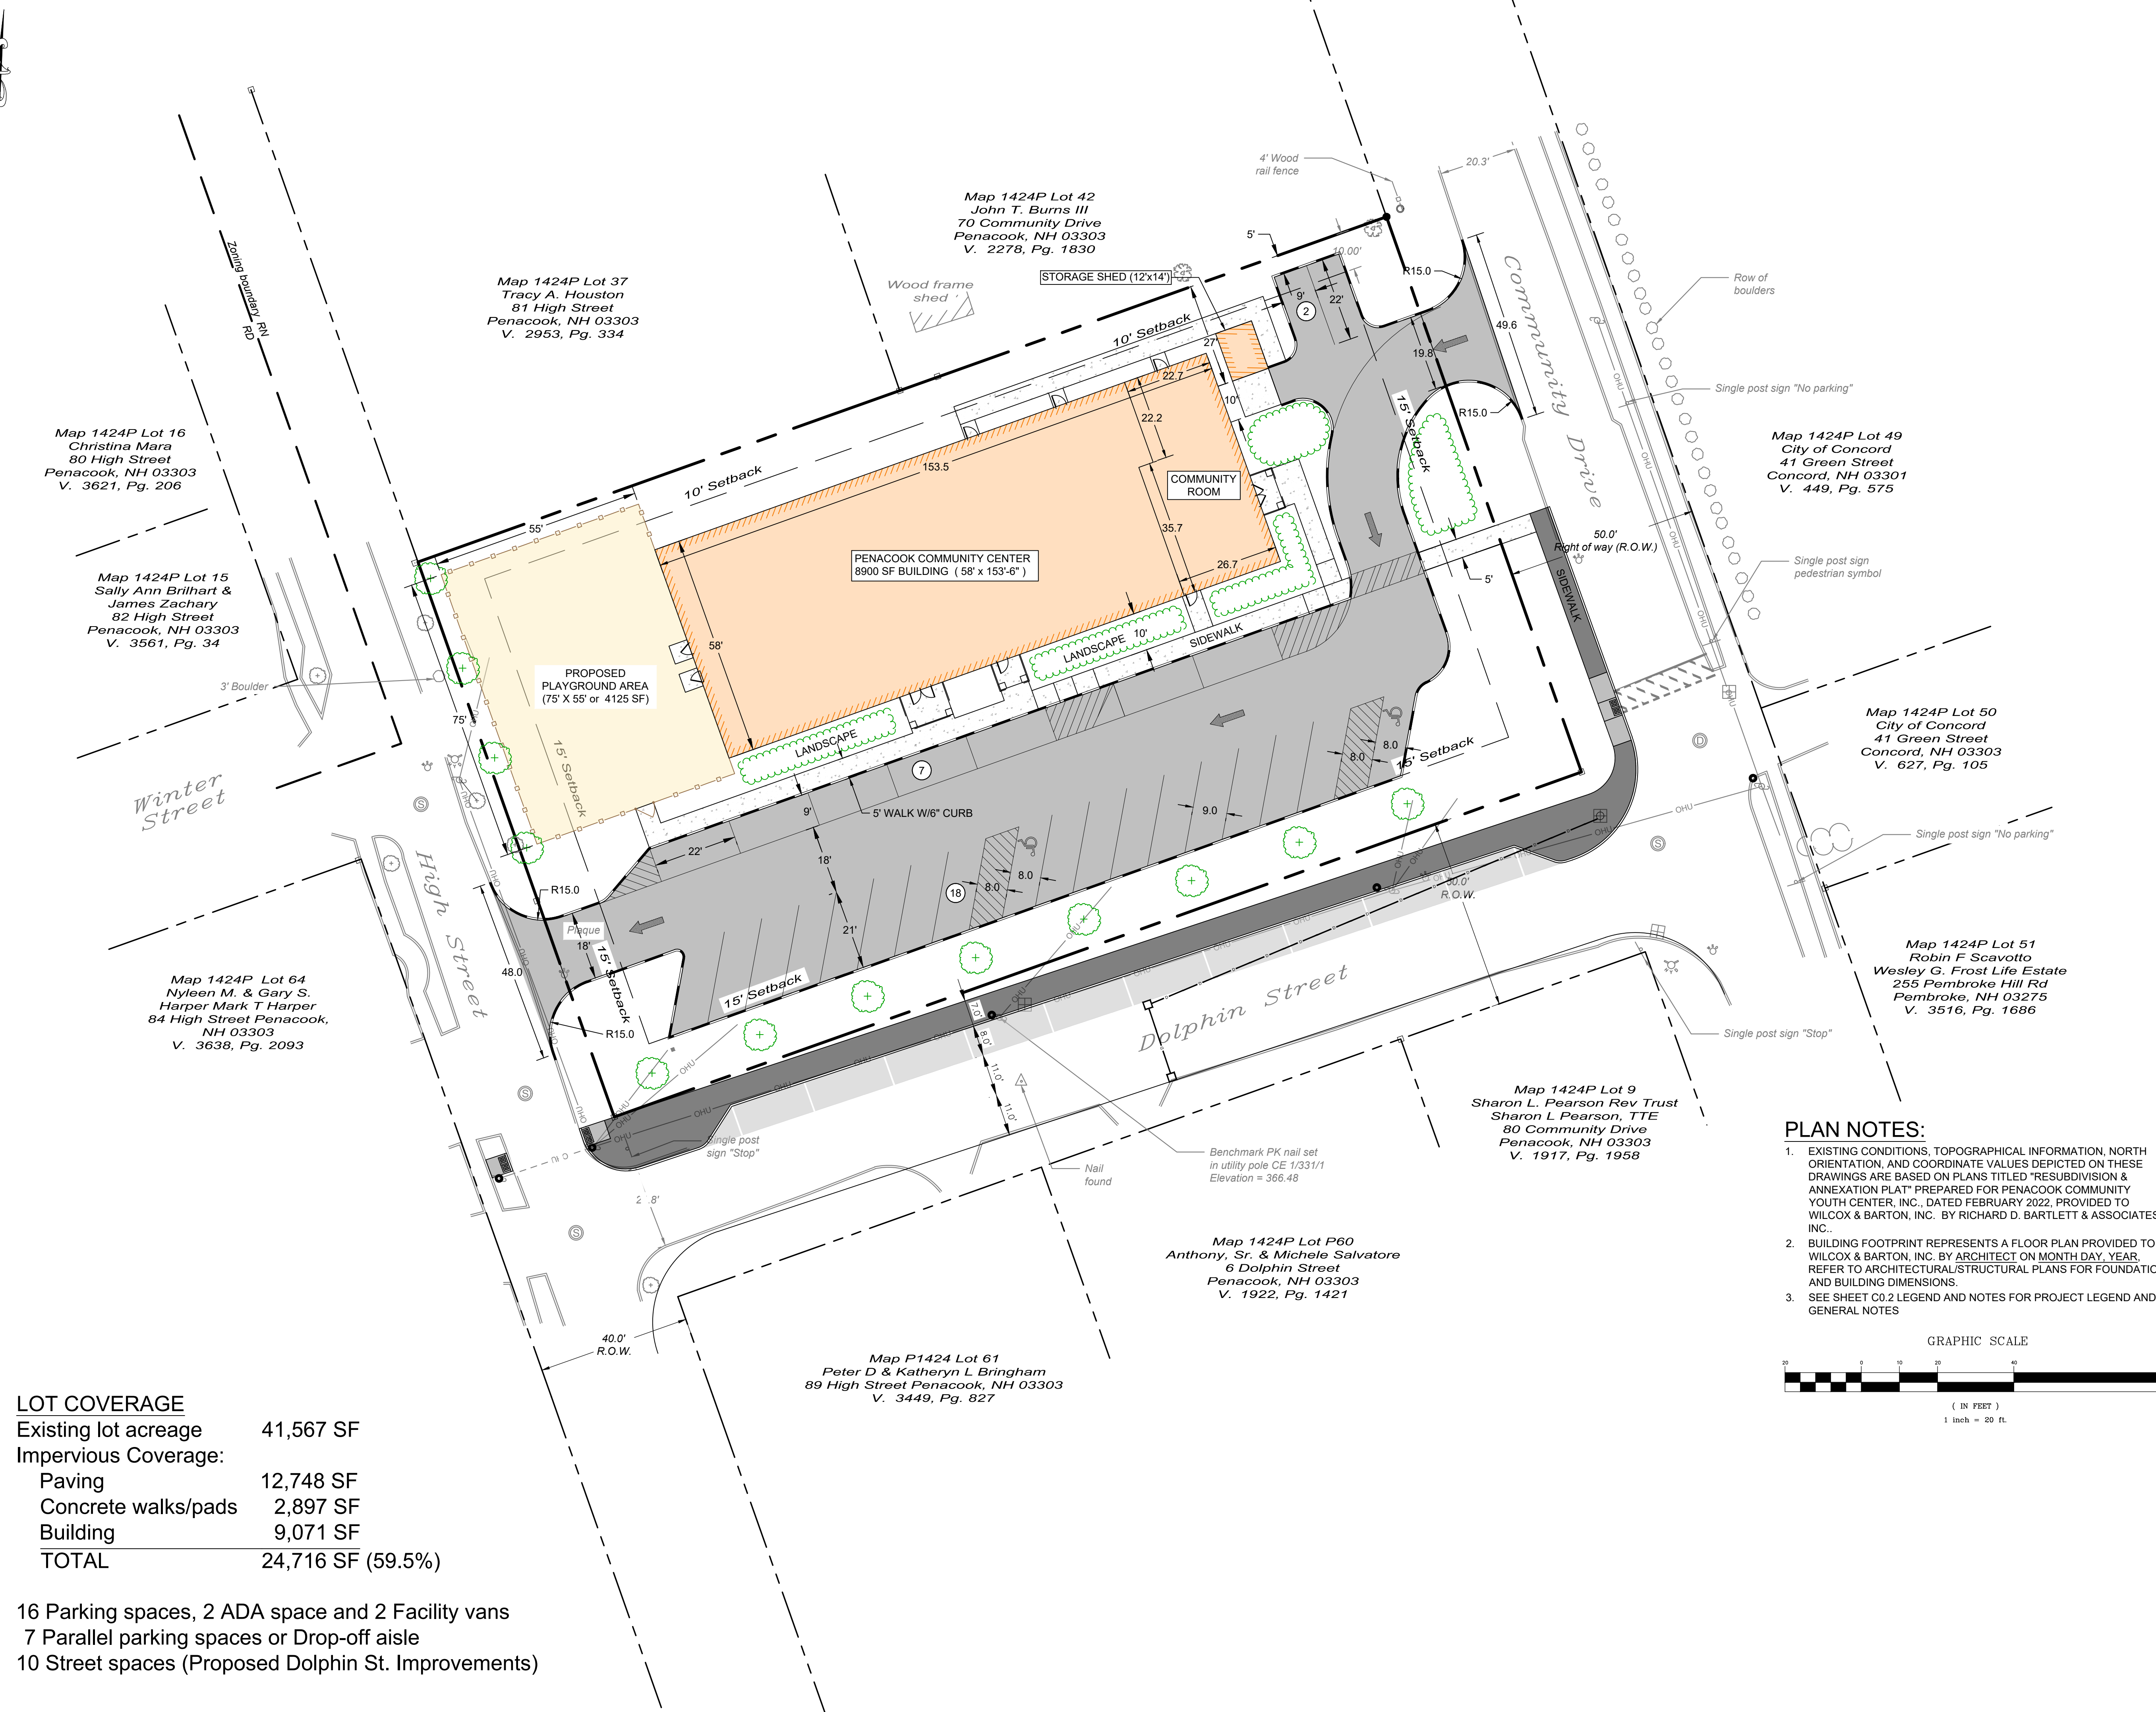 Zoning boundary RN
RD
Map 1424P Lot 37
Tracy A. Houston
81 High Street
Penacook, NH 03303
V. 2953, Pg. 334
Map 1424P Lot 42
John T. Burns III
70 Community Drive
Penacook, NH 03303
V. 2278, Pg. 1830
Wood frame
shed
STORAGE SHED (12'x14')
4' Wood
rail fence
20.3'
5'
10.00'
R15.0
9'
22'
2
49.6
19.8
R15.0
15' Setback
Community Drive
Row of
boulders
Single post sign "No parking"
OHU
Map 1424P Lot 49
City of Concord
41 Green Street
Concord, NH 03301
V. 449, Pg. 575
Map 1424P Lot 16
Christina Mara
80 High Street
Penacook, NH 03303
V. 3621, Pg. 206
Map 1424P Lot 15
Sally Ann Brilhart &
James Zachary
82 High Street
Penacook, NH 03303
V. 3561, Pg. 34
3' Boulder
Winter
Street
High Street
10' Setback
10' Setback
27'
22.7
10'
22.2
153.5
COMMUNITY
ROOM
35.7
26.7
55'
75'
58'
PENACOOK COMMUNITY CENTER
8900 SF BUILDING ( 58' x 153'-6" )
PROPOSED
PLAYGROUND AREA
(75' X 55' or 4125 SF)
15' Setback
LANDSCAPE
LANDSCAPE 10'
SIDEWALK
5'
50.0'
Right of way (R.O.W.)
SIDEWALK
Single post sign
pedestrian symbol
OHU
Map 1424P Lot 50
City of Concord
41 Green Street
Concord, NH 03303
V. 627, Pg. 105
D
S
7
5' WALK W/6" CURB
9'
22'
18'
21'
18
8.0
8.0
9.0
8.0
8.0
15' Setback
OHU
S
Single post sign "No parking"
50.0'
R.O.W.
R15.0
Plaque
18'
48.0
15' Setback
R15.0
15' Setback
OHU
Dolphin Street
7.0'
8.0'
11.0'
11.0'
Map 1424P Lot 51
Robin F Scavotto
Wesley G. Frost Life Estate
255 Pembroke Hill Rd
Pembroke, NH 03275
V. 3516, Pg. 1686
Single post sign "Stop"
Map 1424P Lot 64
Nyleen M. & Gary S.
Harper Mark T Harper
84 High Street Penacook,
NH 03303
V. 3638, Pg. 2093
S
S
OHU
Single post
sign "Stop"
Nail
found
Benchmark PK nail set
in utility pole CE 1/331/1
Elevation = 366.48
Map 1424P Lot 9
Sharon L. Pearson Rev Trust
Sharon L Pearson, TTE
80 Community Drive
Penacook, NH 03303
V. 1917, Pg. 1958
Map 1424P Lot P60
Anthony, Sr. & Michele Salvatore
6 Dolphin Street
Penacook, NH 03303
V. 1922, Pg. 1421
40.0'
R.O.W.
Map P1424 Lot 61
Peter D & Katheryn L Bringham
89 High Street Penacook, NH 03303
V. 3449, Pg. 827
PLAN NOTES:
1. EXISTING CONDITIONS, TOPOGRAPHICAL INFORMATION, NORTH
ORIENTATION, AND COORDINATE VALUES DEPICTED ON THESE
DRAWINGS ARE BASED ON PLANS TITLED "RESUBDIVISION &
ANNEXATION PLAT" PREPARED FOR PENACOOK COMMUNITY
YOUTH CENTER, INC., DATED FEBRUARY 2022, PROVIDED TO
WILCOX & BARTON, INC. BY RICHARD D. BARTLETT & ASSOCIATES
INC..
2. BUILDING FOOTPRINT REPRESENTS A FLOOR PLAN PROVIDED TO
WILCOX & BARTON, INC. BY ARCHITECT ON MONTH DAY, YEAR,
REFER TO ARCHITECTURAL/STRUCTURAL PLANS FOR FOUNDATIO
AND BUILDING DIMENSIONS.
3. SEE SHEET C0.2 LEGEND AND NOTES FOR PROJECT LEGEND AND
GENERAL NOTES
GRAPHIC SCALE
20 0 10 20 40
( IN FEET )
1 inch = 20 ft.
LOT COVERAGE
Existing lot acreage 41,567 SF
Impervious Coverage:
Paving 12,748 SF
Concrete walks/pads 2,897 SF
Building 9,071 SF
TOTAL 24,716 SF (59.5%)
16 Parking spaces, 2 ADA space and 2 Facility vans
7 Parallel parking spaces or Drop-off aisle
10 Street spaces (Proposed Dolphin St. Improvements)